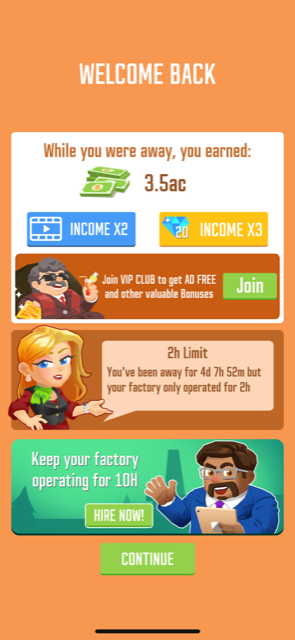 WELCOME BACK
While you were away, you earned:
3.5ac
INCOME X2
20 INCOME X3
Join VIP CLUB to get AD FREE
and other valuable Bonuses
Join
2h Limit
You've been away for 4d 7h 52m but
your factory only operated for 2h
Keep your factory
operating for 10H
HIRE NOW!
CONTINUE